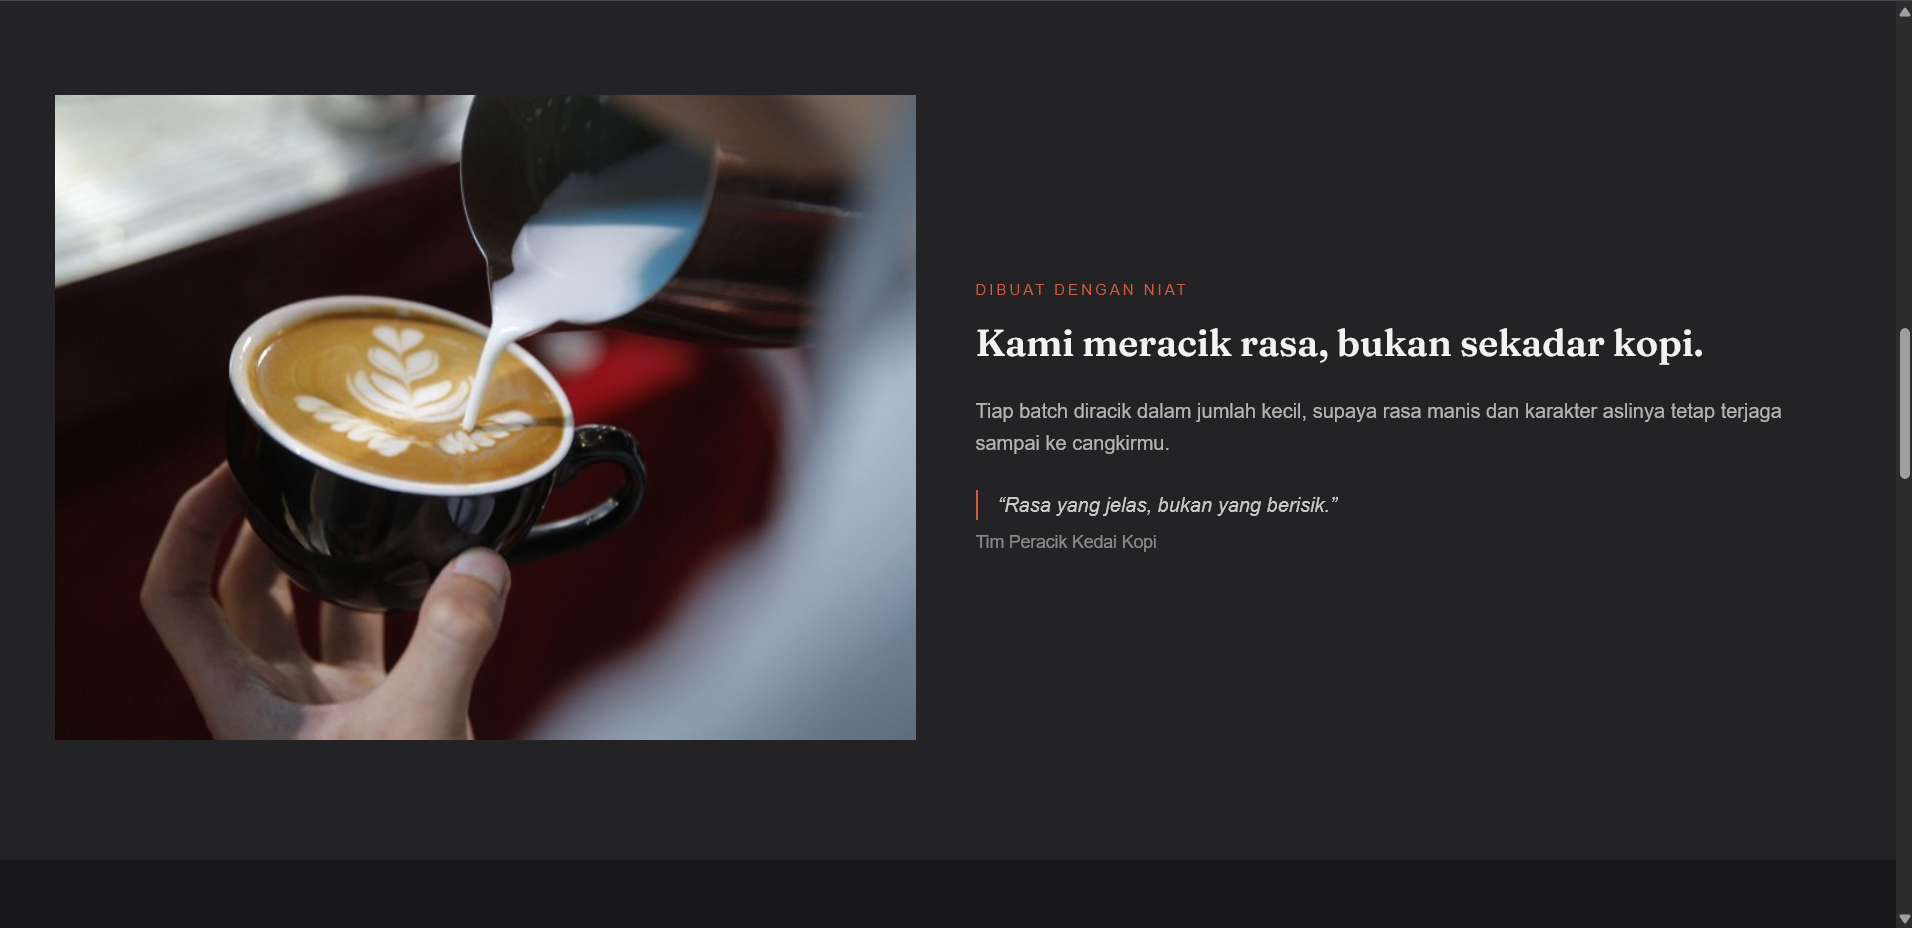 DIBUAT DENGAN NIAT
Kami meracik rasa, bukan sekadar kopi.
Tiap batch diracik dalam jumlah kecil, supaya rasa manis dan karakter aslinya tetap terjaga
sampai ke cangkirmu.
“Rasa yang jelas, bukan yang berisik.”
Tim Peracik Kedai Kopi